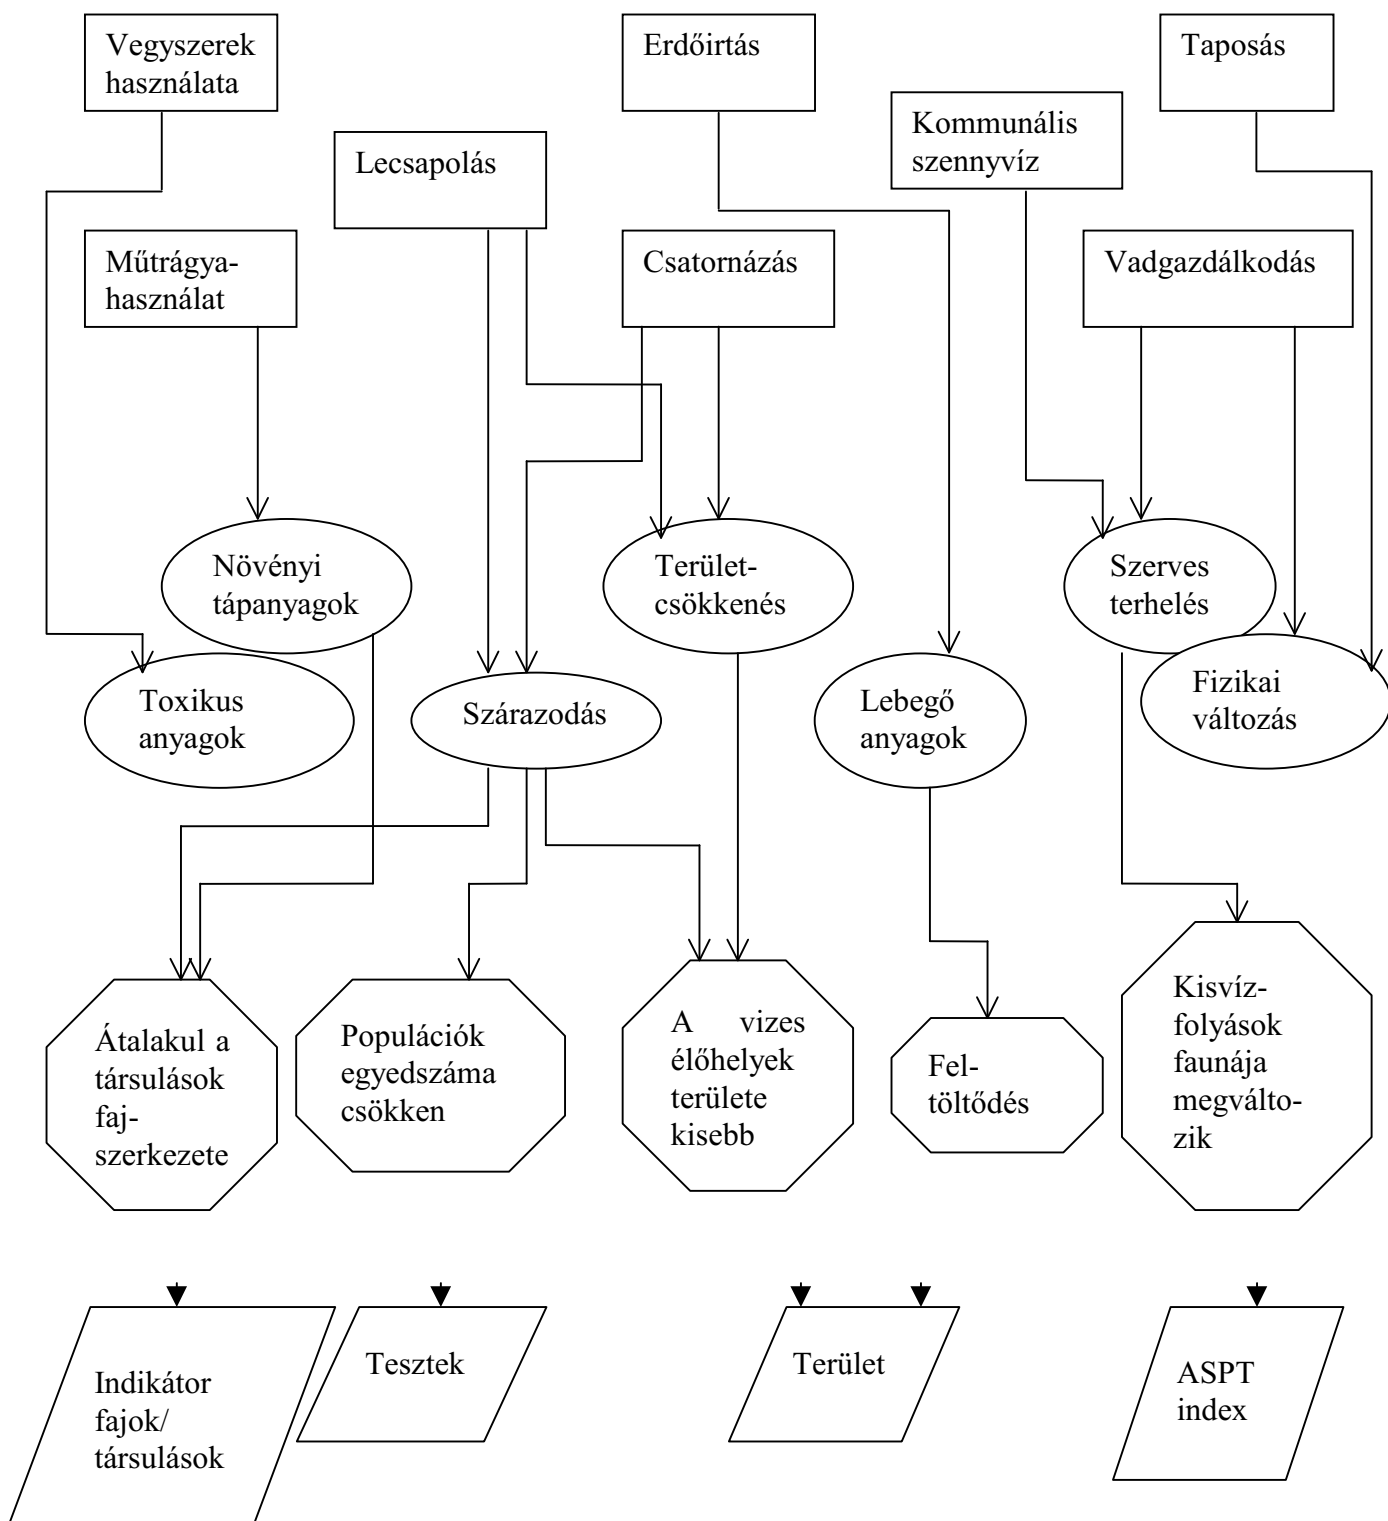 Vegyszerek
használata
Erdőirtás
Taposás
Kommunális
szennyvíz
Lecsapolás
Műtrágya-
használat
Csatornázás
Vadgazdálkodás
Növényi
tápanyagok
Terület-
csökkenés
Szerves
terhelés
Toxikus
anyagok
Szárazodás
Lebegő
anyagok
Fizikai
változás
Átalakul a
társulások
faj-
szerkezete
Populációk
egyedszáma
csökken
A vizes
élőhelyek
területe
kisebb
Fel-
töltődés
Kisvíz-
folyások
faunája
megválto-
zik
Indikátor
fajok/
társulások
Tesztek
Terület
ASPT
index